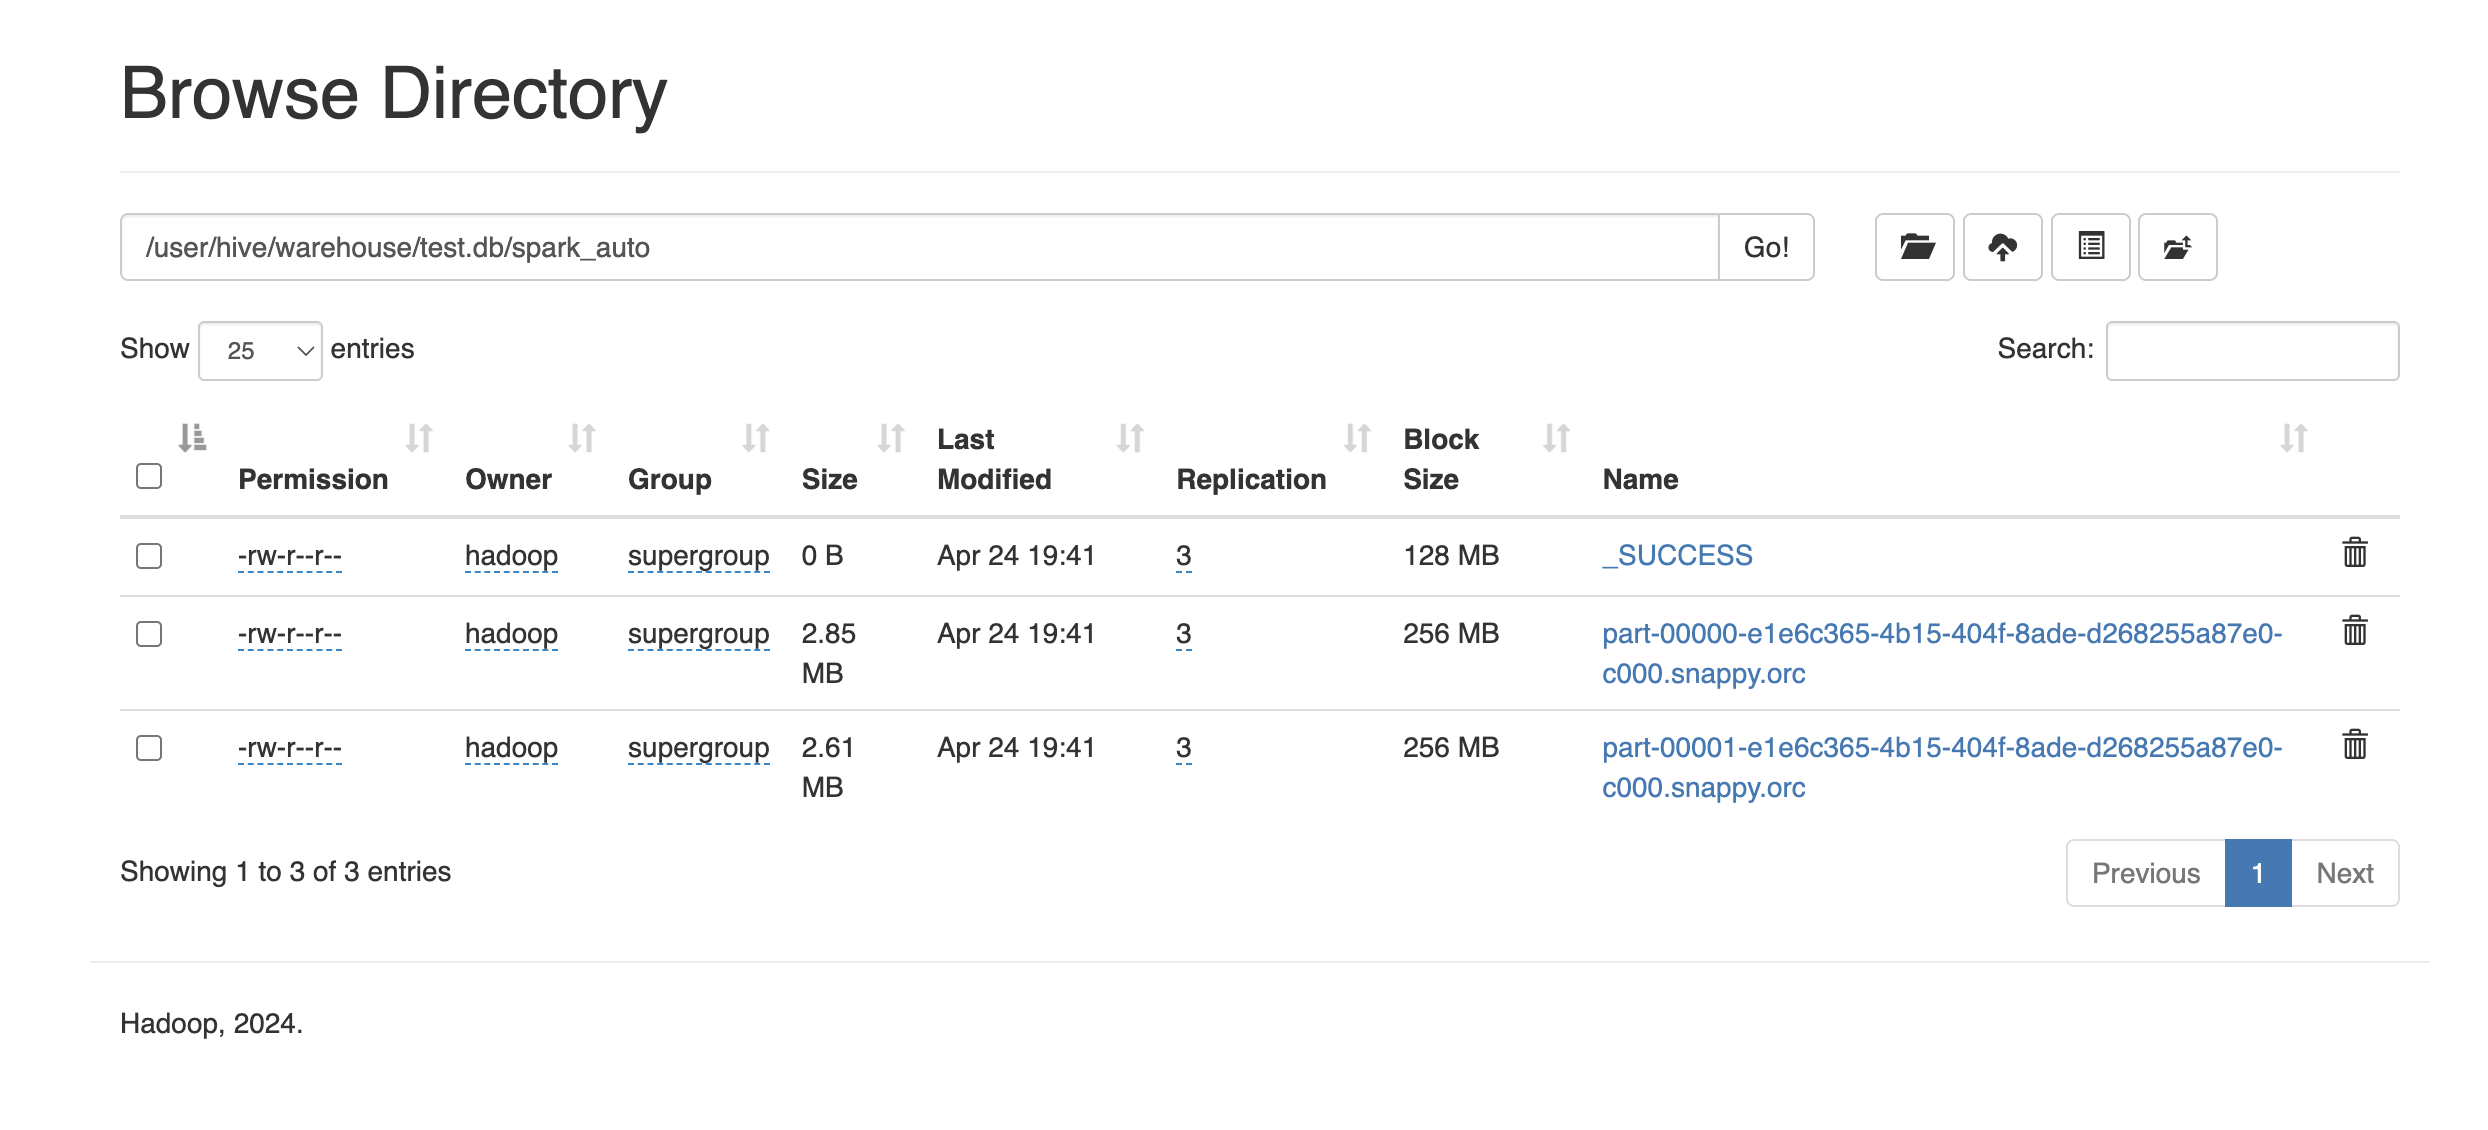 Browse Directory
/user/hive/warehouse/test.db/spark_auto
Go!
Show 25 entries
Search:
Permission Owner Group Size Last Modified Replication Block Size Name
-rw-r--r-- hadoop supergroup 0 B Apr 24 19:41 3 128 MB _SUCCESS
-rw-r--r-- hadoop supergroup 2.85 MB Apr 24 19:41 3 256 MB part-00000-e1e6c365-4b15-404f-8ade-d268255a87e0-
c000.snappy.orc
-rw-r--r-- hadoop supergroup 2.61 MB Apr 24 19:41 3 256 MB part-00001-e1e6c365-4b15-404f-8ade-d268255a87e0-
c000.snappy.orc
Showing 1 to 3 of 3 entries
Previous 1 Next
Hadoop, 2024.